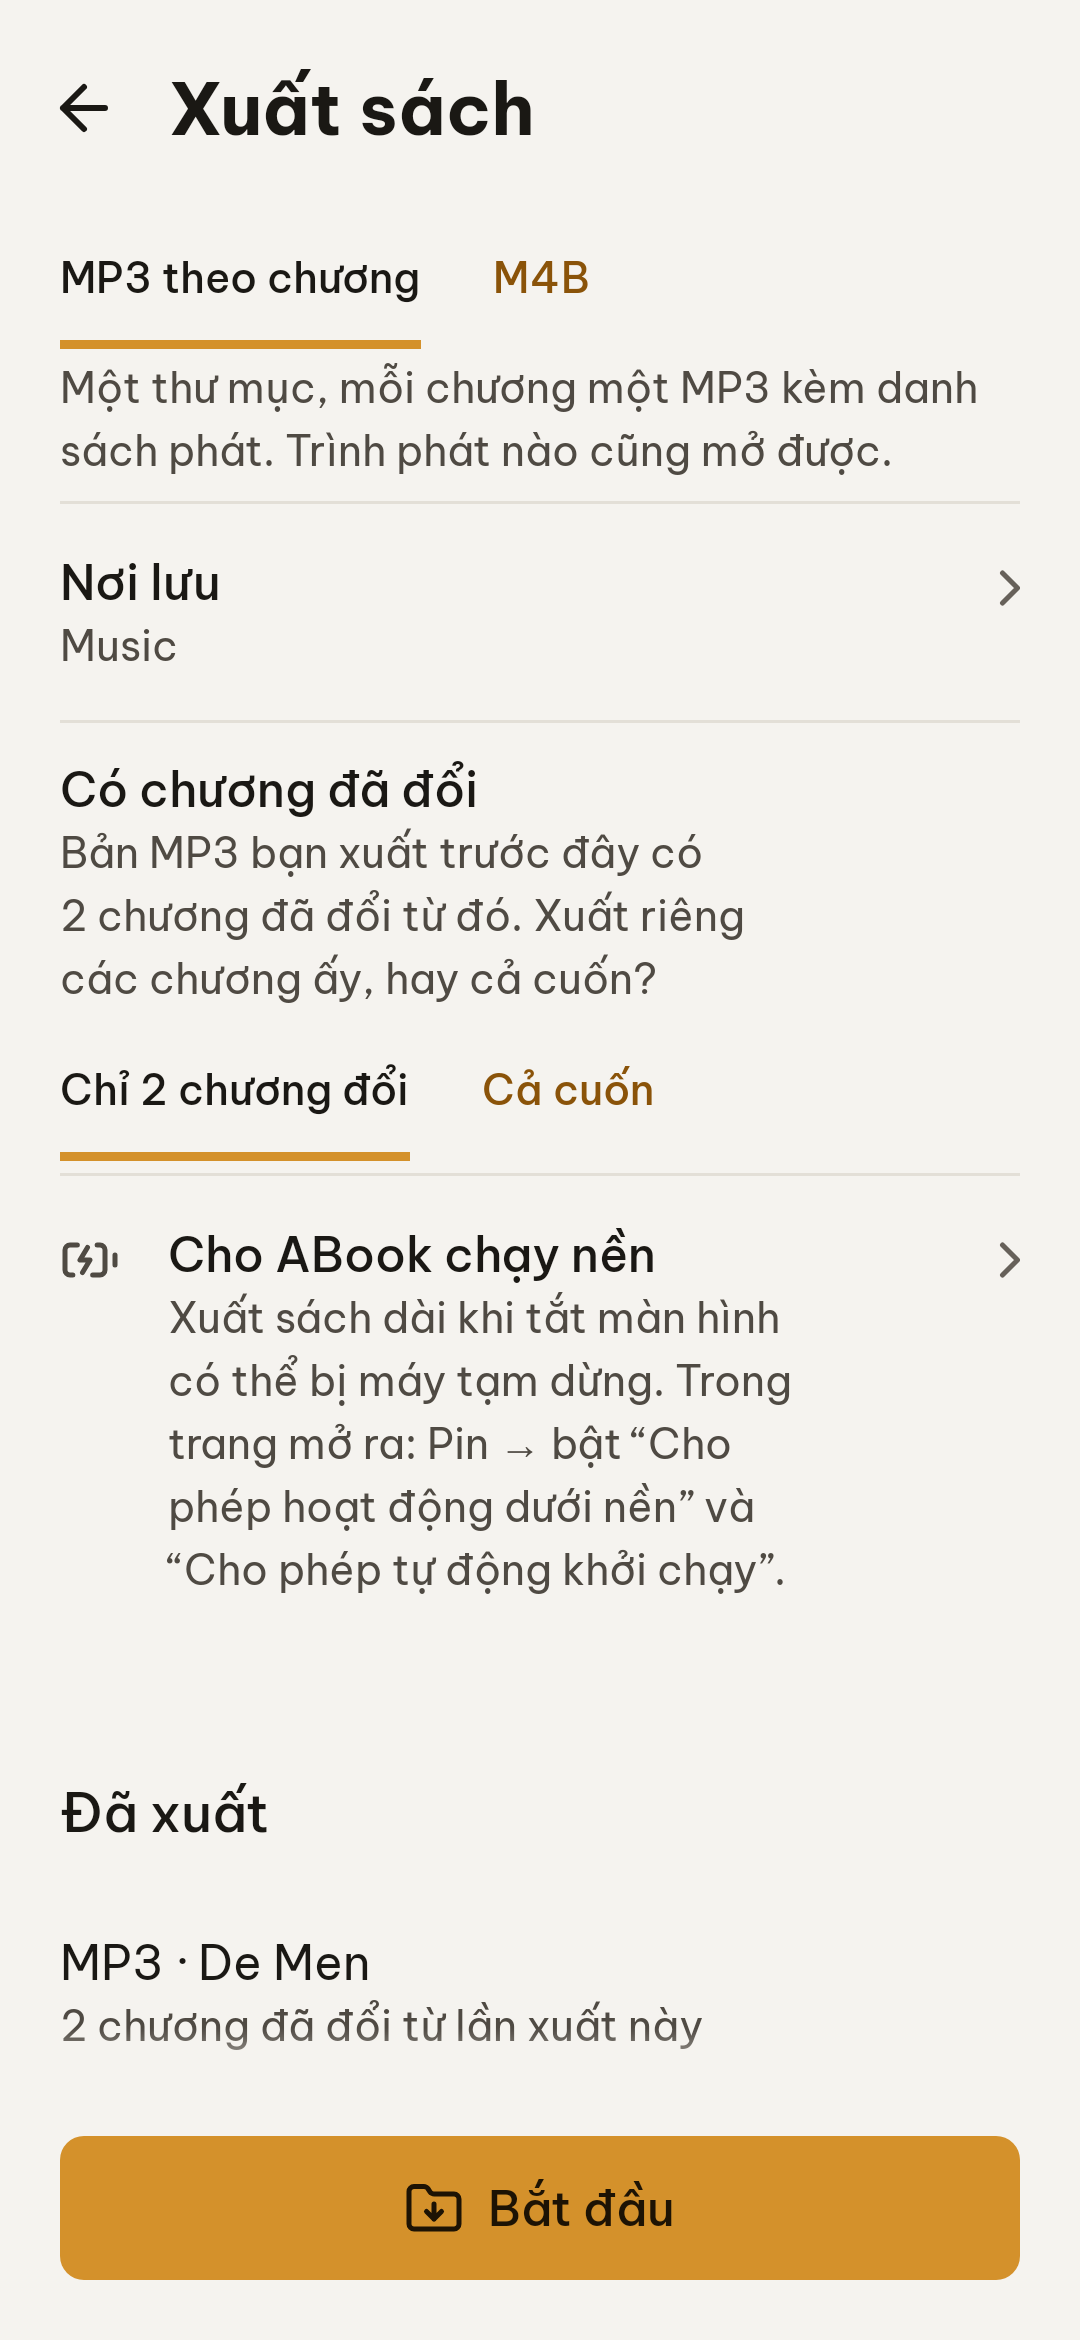 Xuất sách
MP3 theo chương
M4B
Một thư mục, mỗi chương một MP3 kèm danh
sách phát. Trình phát nào cũng mở được.
Nơi lưu
Music
Có chương đã đổi
Bản MP3 bạn xuất trước đây có
2 chương đã đổi từ đó. Xuất riêng
các chương ấy, hay cả cuốn?
Chỉ 2 chương đổi
Cả cuốn
Cho ABook chạy nền
Xuất sách dài khi tắt màn hình
có thể bị máy tạm dừng. Trong
trang mở ra: Pin → bật “Cho
phép hoạt động dưới nền” và
“Cho phép tự động khởi chạy”.
Đã xuất
MP3 · De Men
2 chương đã đổi từ lần xuất này
Bắt đầu